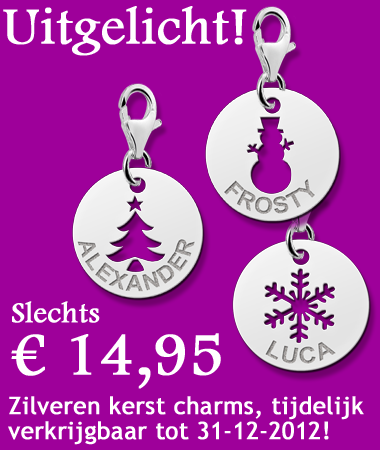 Uitgelicht!
FROSTY
ALEXANDER
LUCA
Slechts
€ 14,95
Zilveren kerst charms, tijdelijk
verkrijgbaar tot 31-12-2012!